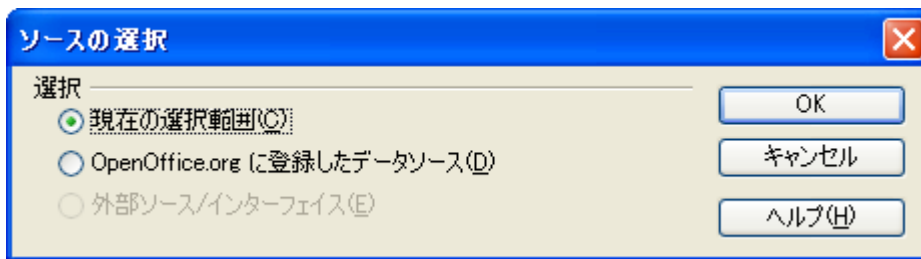 ソースの選択
選択
現在の選択範囲(C)
OpenOffice.org に登録したデータソース(D)
外部ソース/インターフェイス(E)
OK
キャンセル
ヘルプ(H)